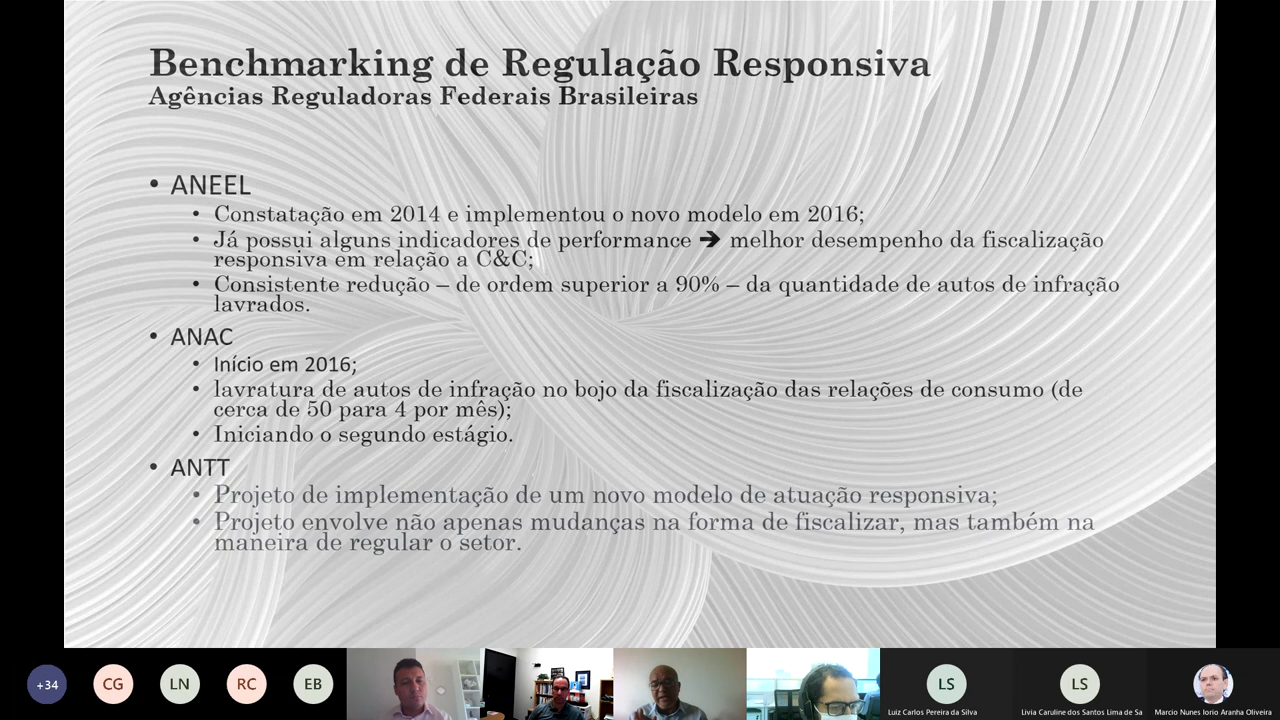 Benchmarking de Regulação Responsiva
Agências Reguladoras Federais Brasileiras
• ANEEL
• Constatação em 2014 e implementou o novo modelo em 2016;
• Já possui alguns indicadores de performance ➔ melhor desempenho da fiscalização
responsiva em relação a C&C;
• Consistente redução – de ordem superior a 90% – da quantidade de autos de infração
lavrados.
• ANAC
• Início em 2016;
• lavratura de autos de infração no bojo da fiscalização das relações de consumo (de
cerca de 50 para 4 por mês);
• Iniciando o segundo estágio.
• ANTT
• Projeto de implementação de um novo modelo de atuação responsiva;
• Projeto envolve não apenas mudanças na forma de fiscalizar, mas também na
maneira de regular o setor.
+34
CG
LN
RC
EB
LS
LS
Luiz Carlos Pereira da Silva
Livia Caruline dos Santos Lima de Sa
Marcio Nunes Iorio Aranha Oliveira